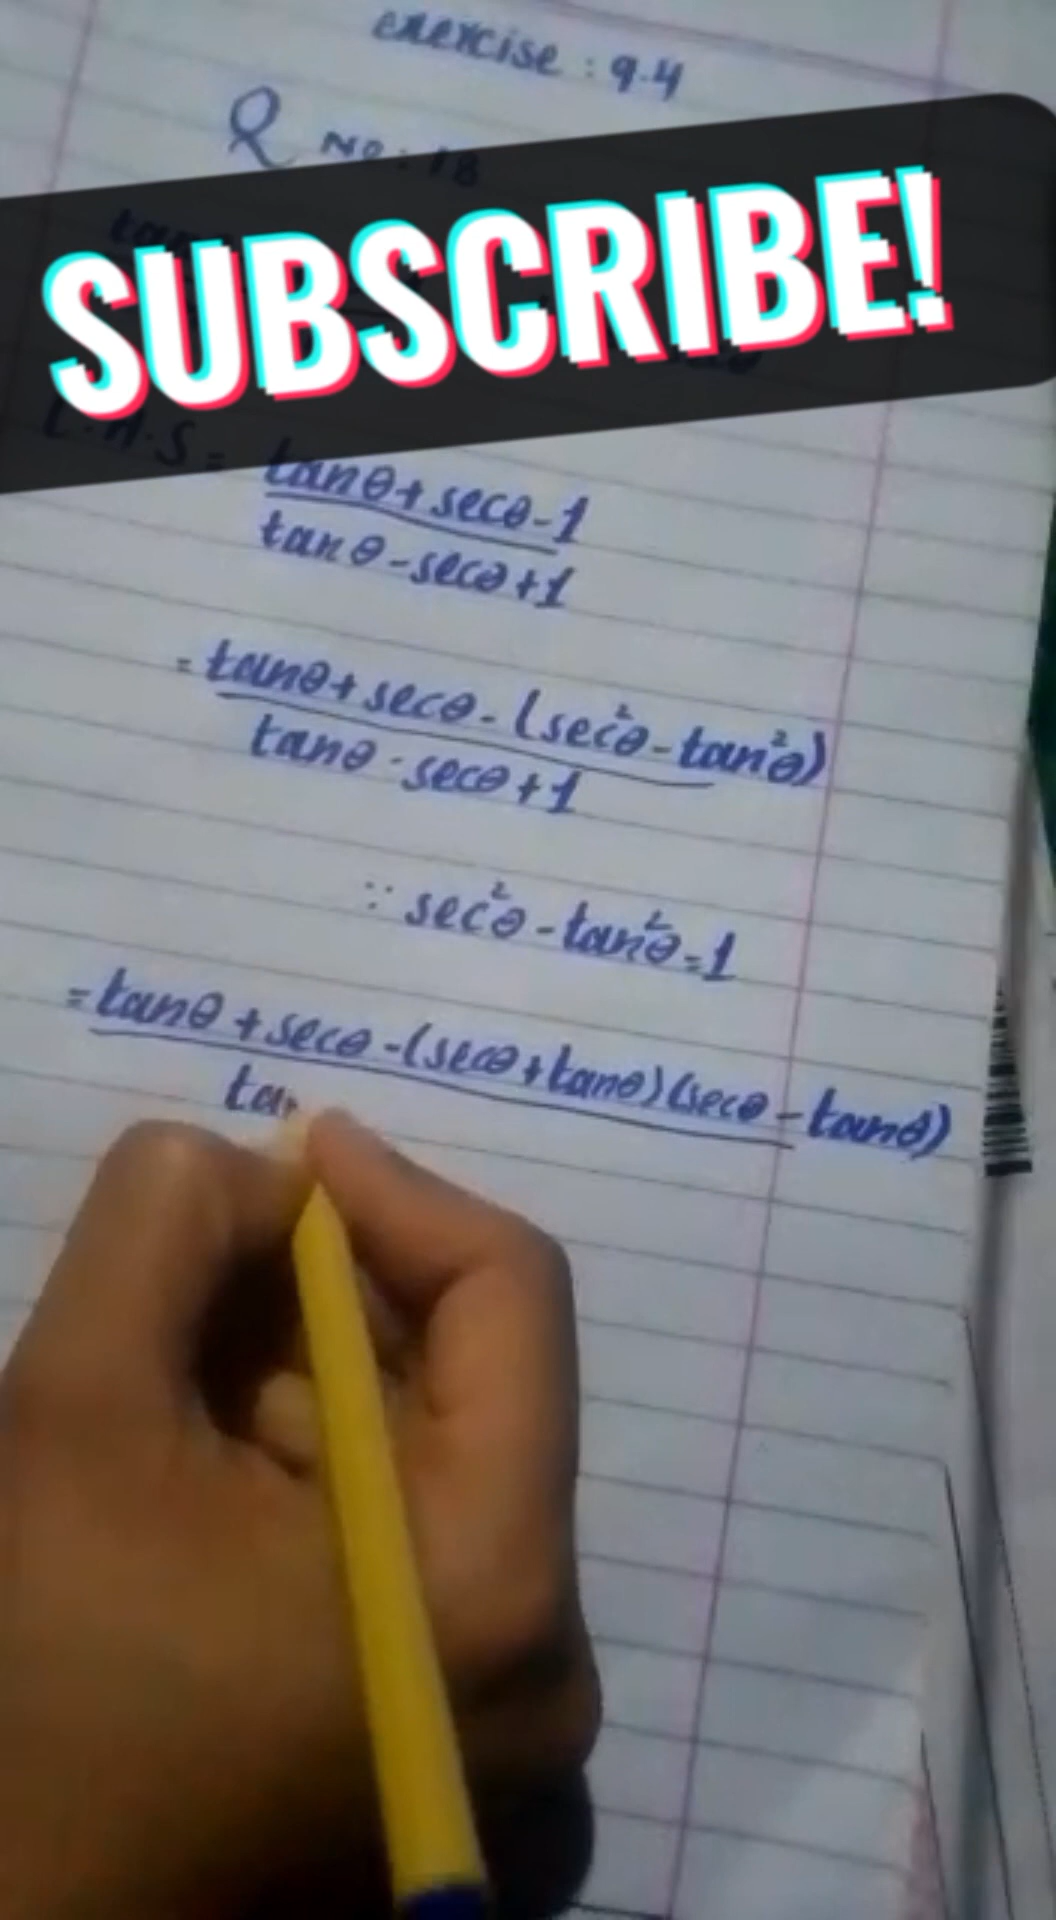 exercise : 9.4
Q No : 18
SUBSCRIBE!
L.H.S = tanθ + secθ - 1
tanθ - secθ + 1
= tanθ + secθ - (sec²θ - tan²θ)
tanθ - secθ + 1
∵ sec²θ - tan²θ = 1
= tanθ + secθ - (secθ + tanθ) (secθ - tanθ)
tan